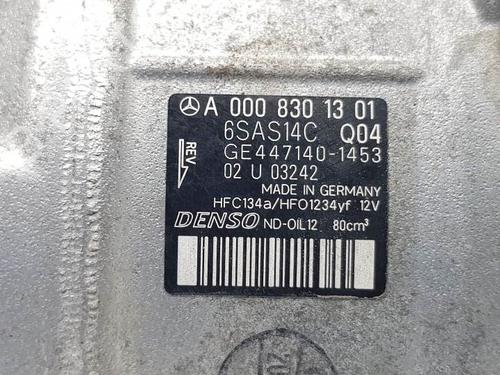 A 000 830 13 01
6SAS14C Q04
GE447140-1453
REV
02 U 03242
MADE IN GERMANY
HFC134a/HFO1234yf 12V
DENSO ND-OIL12 80cm³